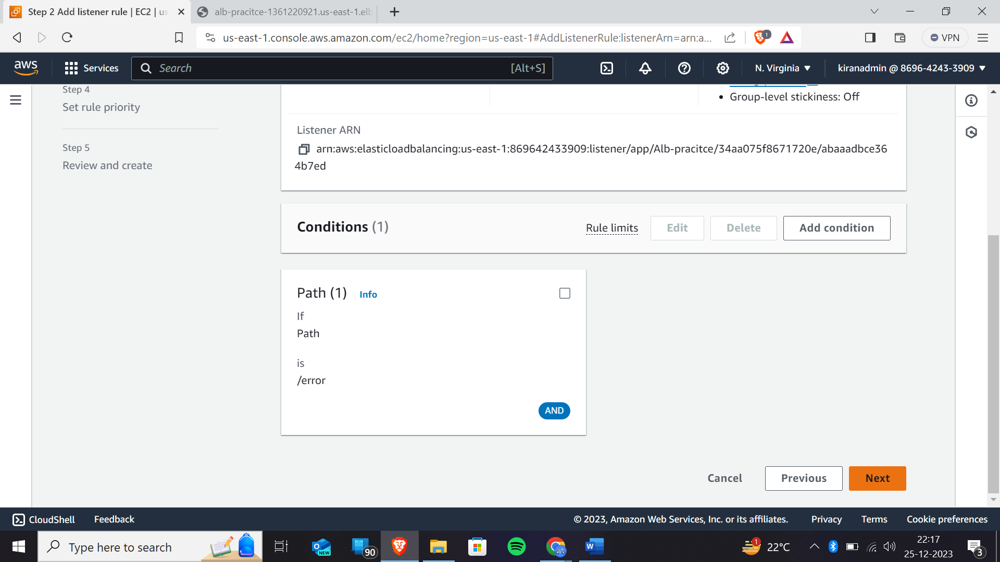 Step 2 Add listener rule | EC2 | us
alb-pracitce-1361220921.us-east-1.elb
us-east-1.console.aws.amazon.com/ec2/home?region=us-east-1#AddListenerRule:listenerArn=arn:a...
1
VPN
aws
Services
Search
[Alt+S]
N. Virginia
kiranadmin @ 8696-4243-3909
Step 4
Set rule priority
Step 5
Review and create
Group-level stickiness: Off
Listener ARN
arn:aws:elasticloadbalancing:us-east-1:869642433909:listener/app/Alb-pracitce/34aa075f8671720e/abaaadbce36
4b7ed
Conditions (1)
Rule limits
Edit
Delete
Add condition
Path (1)
Info
If
Path
is
/error
AND
Cancel
Previous
Next
CloudShell
Feedback
© 2023, Amazon Web Services, Inc. or its affiliates.
Privacy
Terms
Cookie preferences
Type here to search
NEW
90
W
1
22°C
22:17
25-12-2023
3